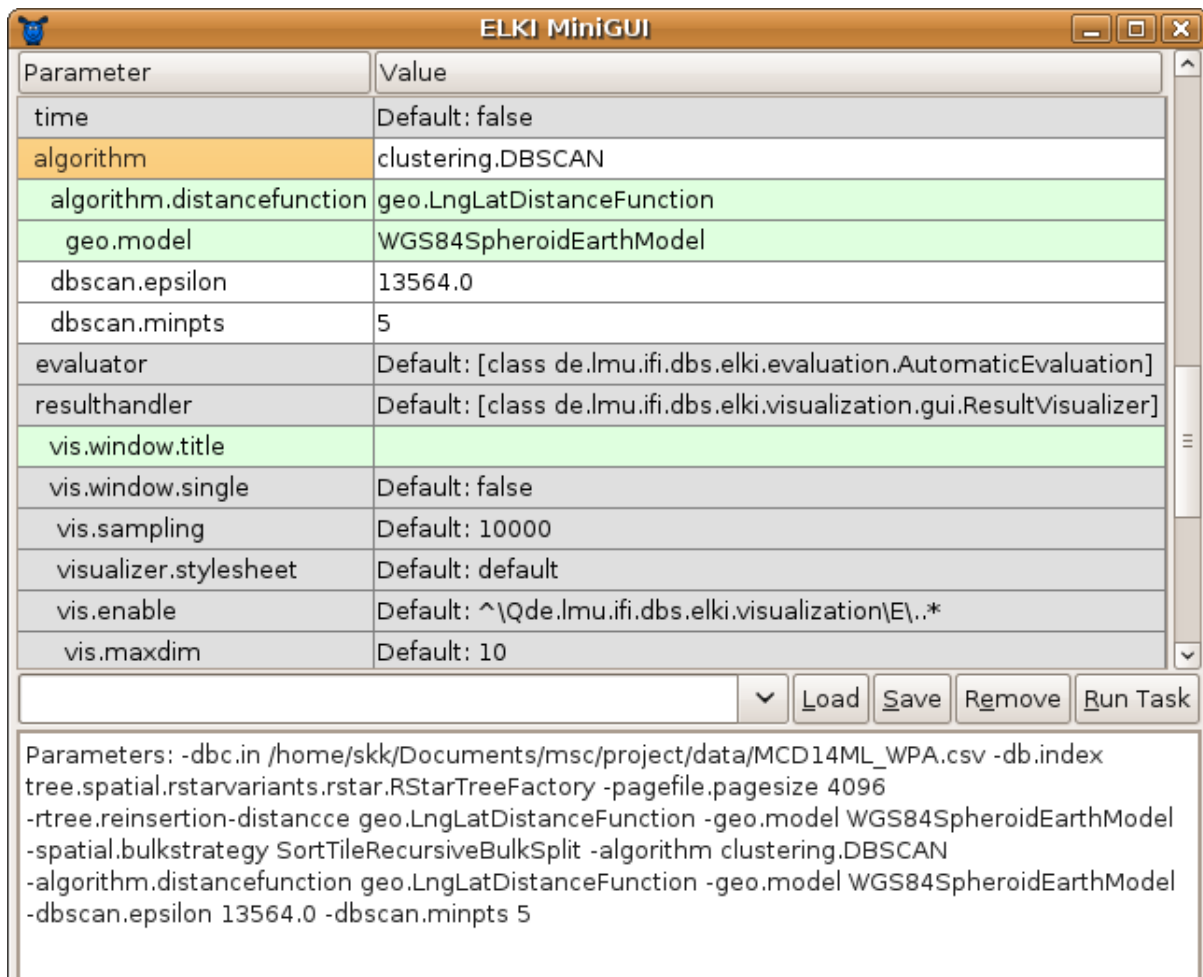 ELKI MiniGUI
Parameter Value
time Default: false
algorithm clustering.DBSCAN
algorithm.distancefunction geo.LngLatDistanceFunction
geo.model WGS84SpheroidEarthModel
dbscan.epsilon 13564.0
dbscan.minpts 5
evaluator Default: [class de.lmu.ifi.dbs.elki.evaluation.AutomaticEvaluation]
resulthandler Default: [class de.lmu.ifi.dbs.elki.visualization.gui.ResultVisualizer]
vis.window.title
vis.window.single Default: false
vis.sampling Default: 10000
visualizer.stylesheet Default: default
vis.enable Default: ^\Qde.lmu.ifi.dbs.elki.visualization\E\..*
vis.maxdim Default: 10
Load Save Remove Run Task
Parameters: -dbc.in /home/skk/Documents/msc/project/data/MCD14ML_WPA.csv -db.index
tree.spatial.rstarvariants.rstar.RStarTreeFactory -pagefile.pagesize 4096
-rtree.reinsertion-distancce geo.LngLatDistanceFunction -geo.model WGS84SpheroidEarthModel
-spatial.bulkstrategy SortTileRecursiveBulkSplit -algorithm clustering.DBSCAN
-algorithm.distancefunction geo.LngLatDistanceFunction -geo.model WGS84SpheroidEarthModel
-dbscan.epsilon 13564.0 -dbscan.minpts 5